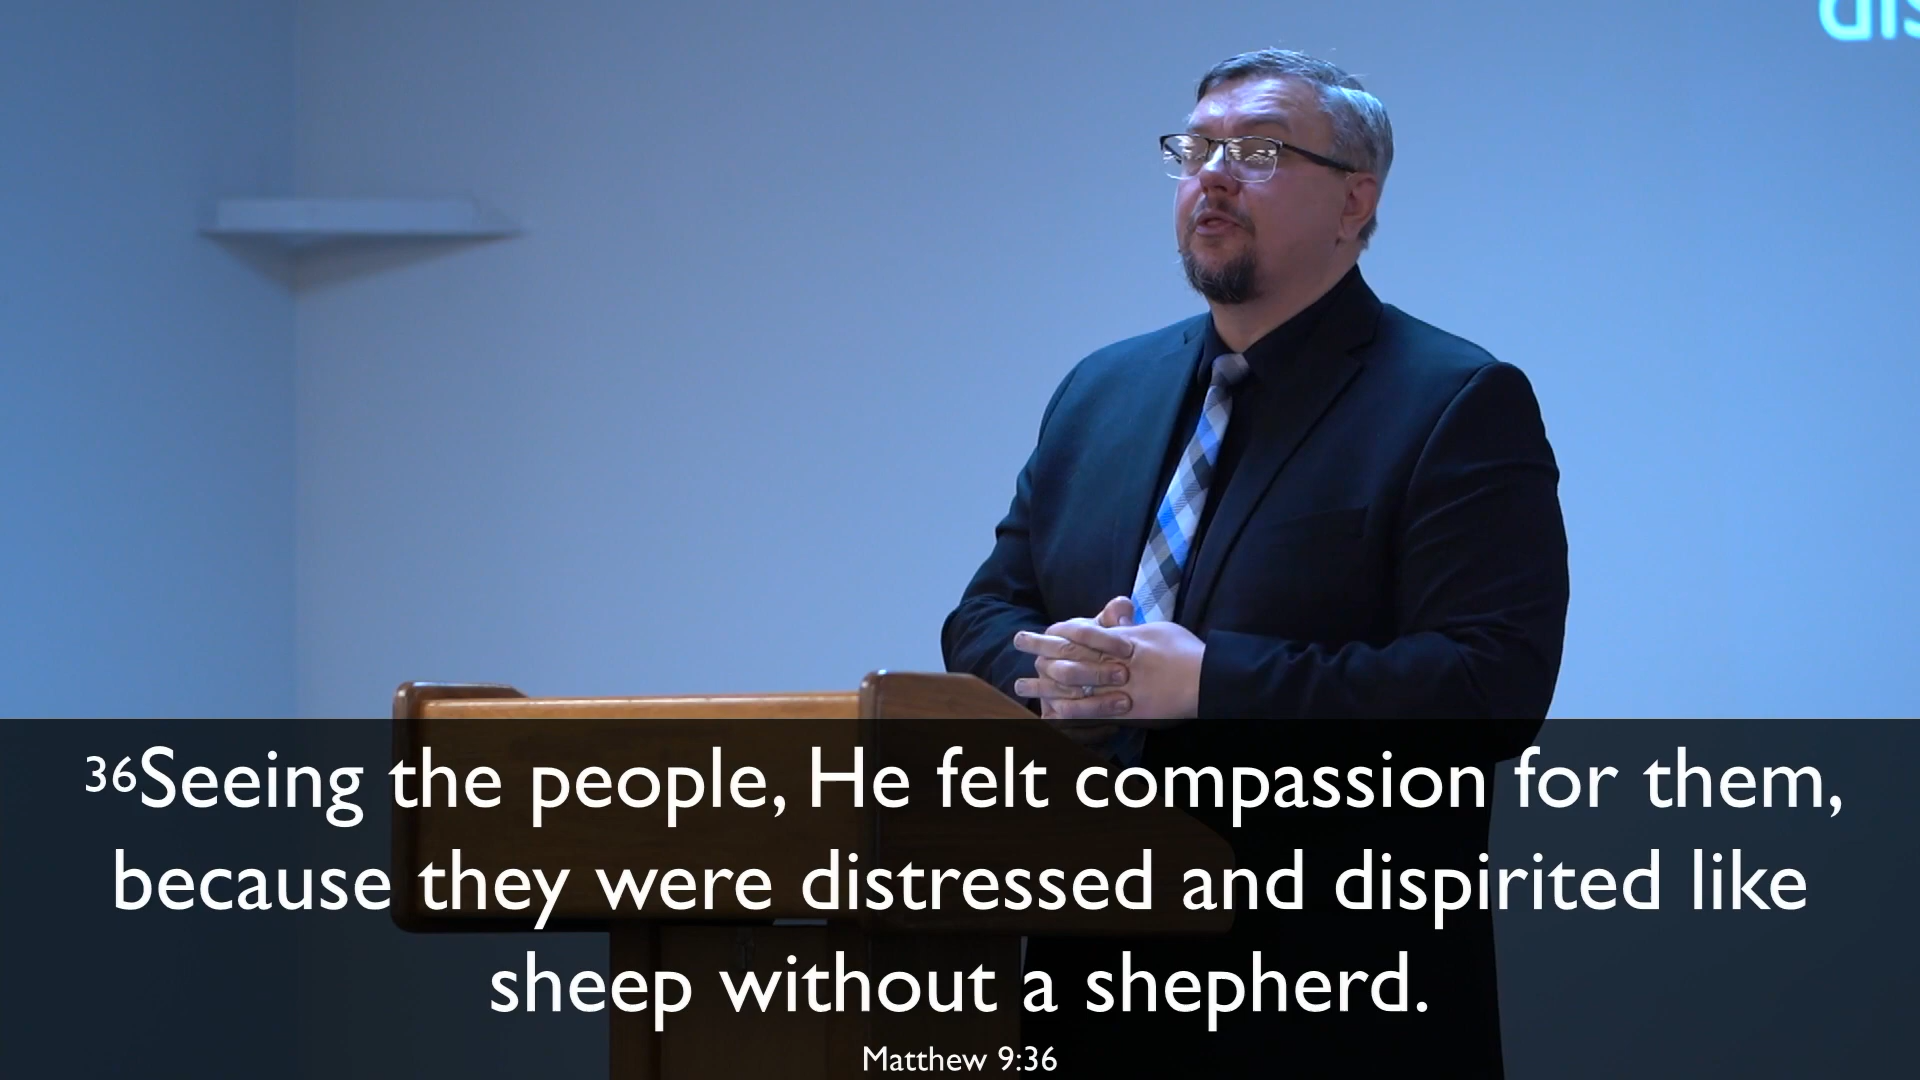 dis
36Seeing the people, He felt compassion for them,
because they were distressed and dispirited like
sheep without a shepherd.
Matthew 9:36